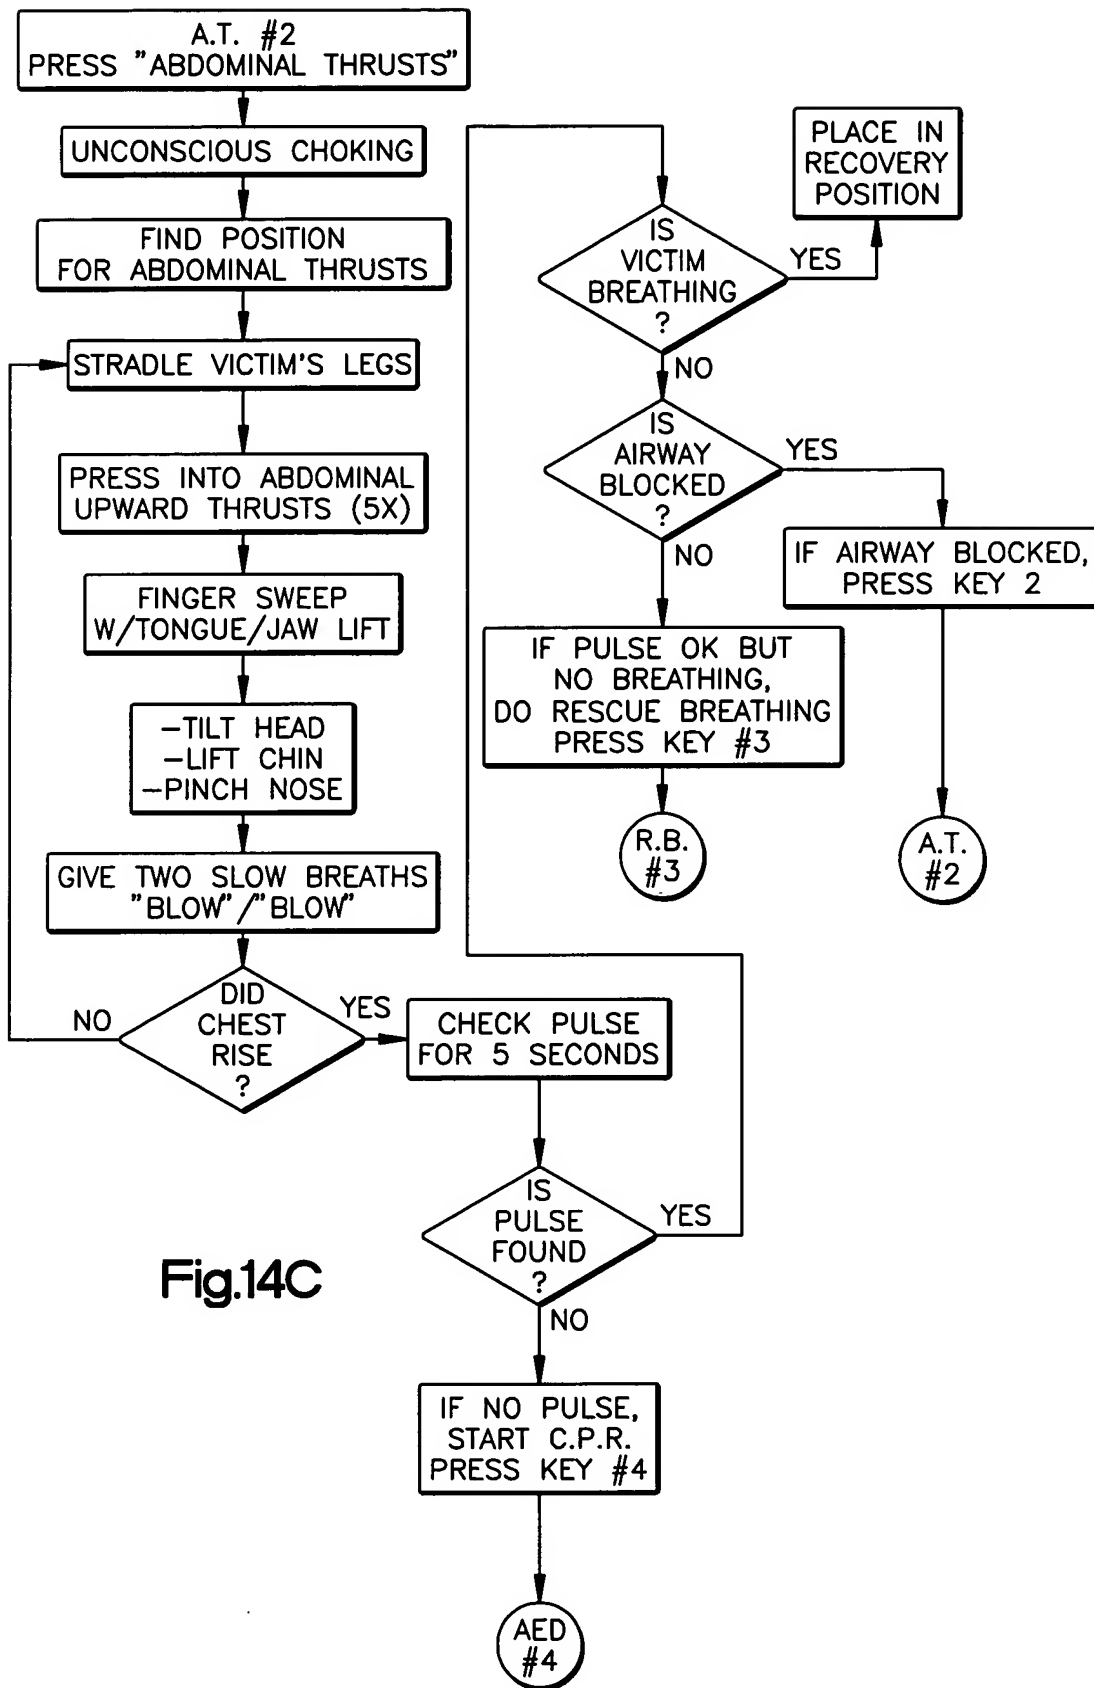 A.T. #2
PRESS "ABDOMINAL THRUSTS"
UNCONSCIOUS CHOKING
FIND POSITION
FOR ABDOMINAL THRUSTS
STRADLE VICTIM'S LEGS
PRESS INTO ABDOMINAL
UPWARD THRUSTS (5X)
FINGER SWEEP
W/TONGUE/JAW LIFT
-TILT HEAD
-LIFT CHIN
-PINCH NOSE
GIVE TWO SLOW BREATHS
"BLOW"/"BLOW"
DID
CHEST
RISE
?
NO
YES
CHECK PULSE
FOR 5 SECONDS
IS
PULSE
FOUND
?
YES
NO
IF NO PULSE,
START C.P.R.
PRESS KEY #4
AED
#4
IS
VICTIM
BREATHING
?
YES
PLACE IN
RECOVERY
POSITION
NO
IS
AIRWAY
BLOCKED
?
YES
IF AIRWAY BLOCKED,
PRESS KEY 2
A.T.
#2
NO
IF PULSE OK BUT
NO BREATHING,
DO RESCUE BREATHING
PRESS KEY #3
R.B.
#3
Fig.14C